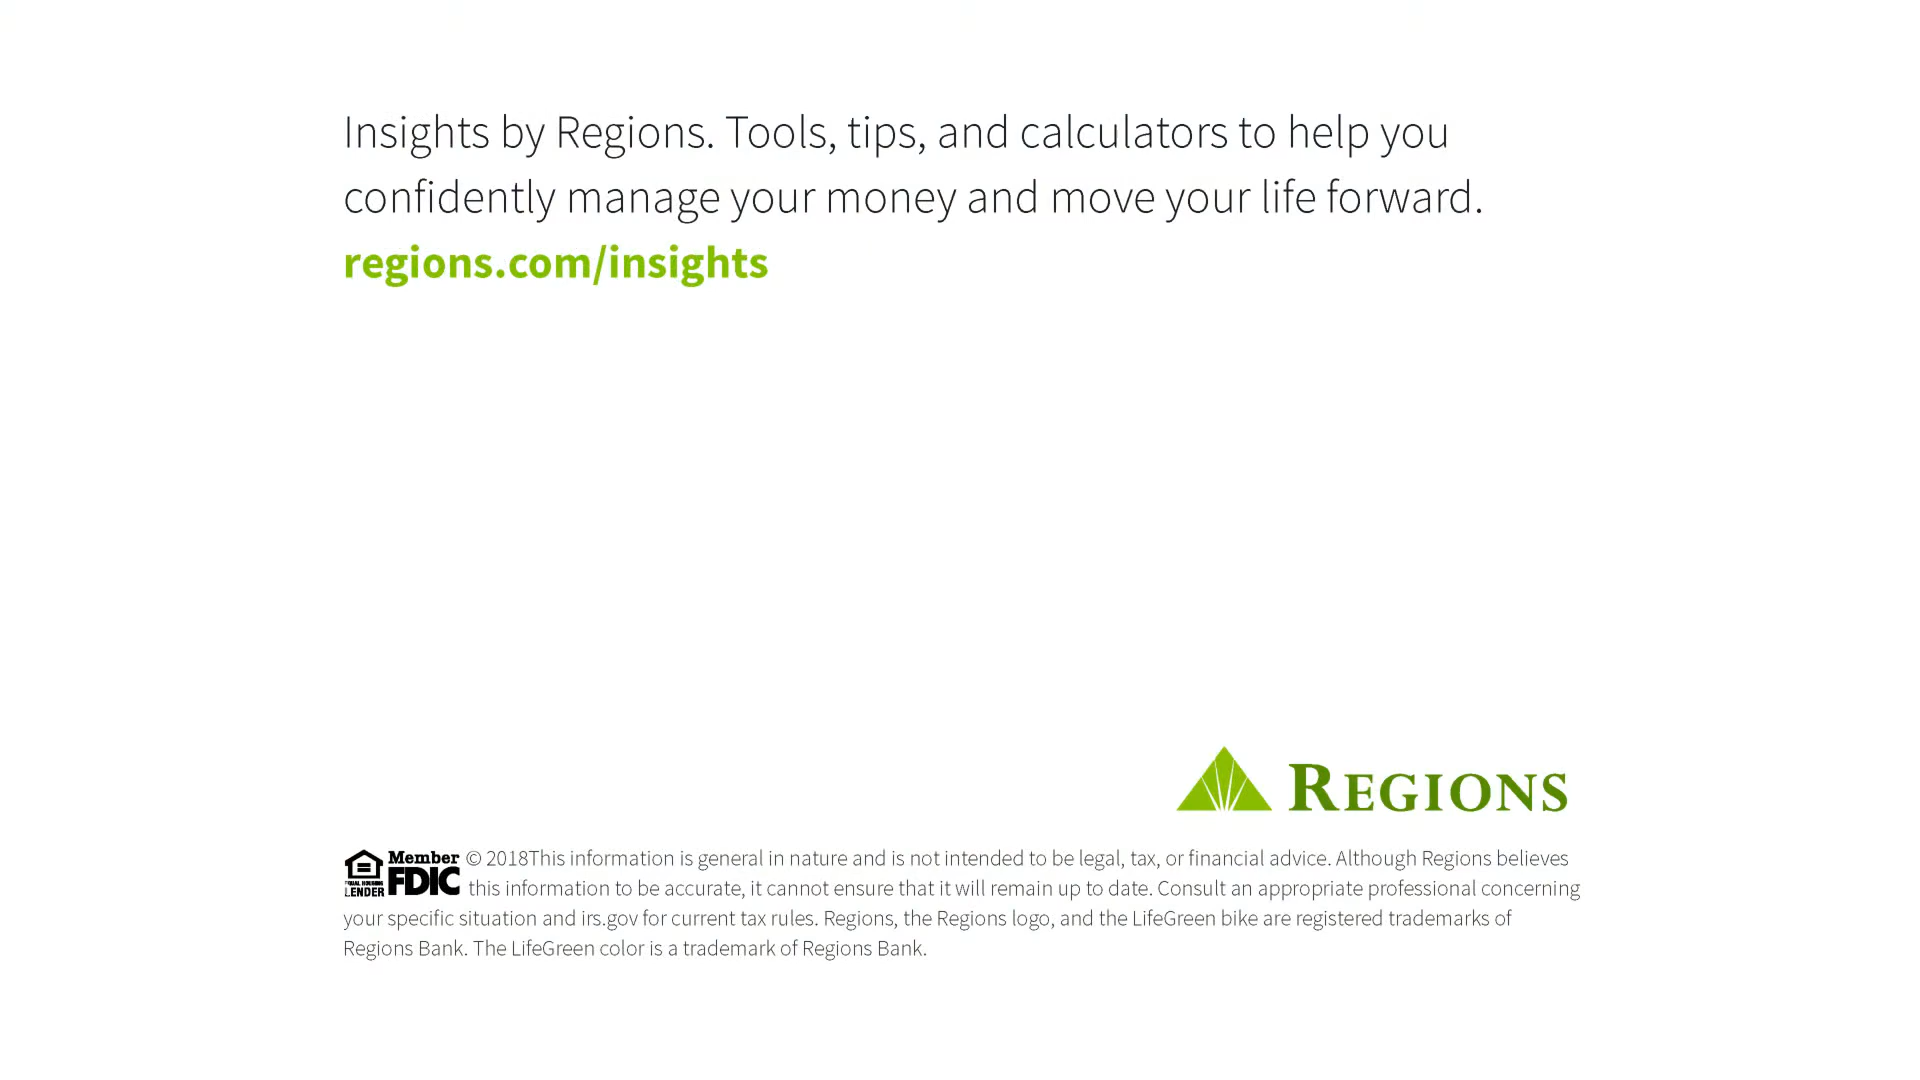 Insights by Regions. Tools, tips, and calculators to help you
confidently manage your money and move your life forward.
regions.com/insights
REGIONS
EQUAL HOUSING
LENDER
Member
FDIC
© 2018This information is general in nature and is not intended to be legal, tax, or financial advice. Although Regions believes
this information to be accurate, it cannot ensure that it will remain up to date. Consult an appropriate professional concerning
your specific situation and irs.gov for current tax rules. Regions, the Regions logo, and the LifeGreen bike are registered trademarks of
Regions Bank. The LifeGreen color is a trademark of Regions Bank.